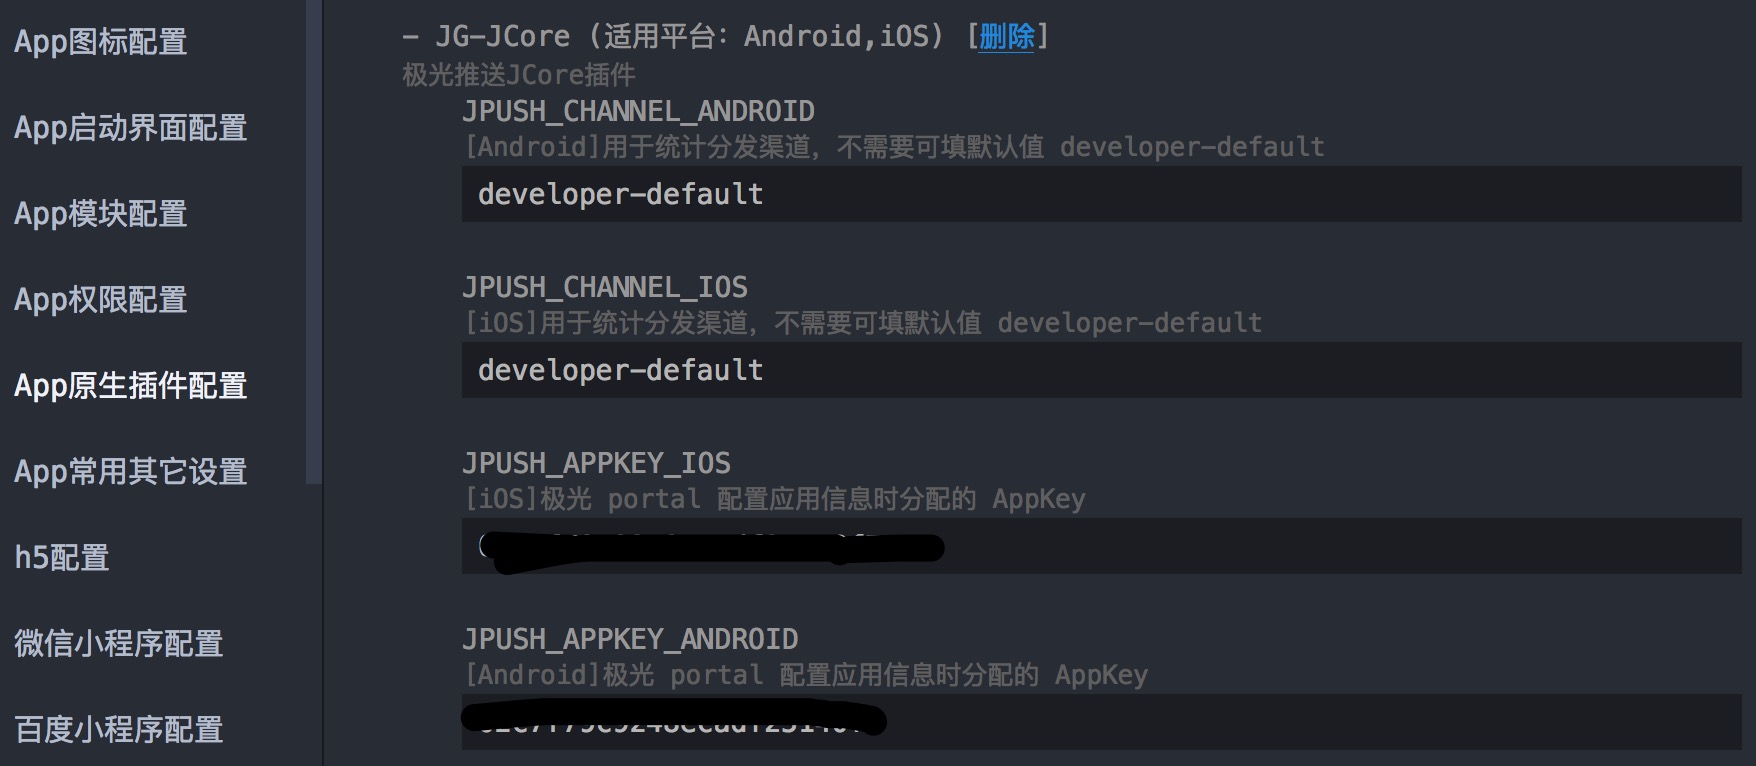 App图标配置
App启动界面配置
App模块配置
App权限配置
App原生插件配置
App常用其它设置
h5配置
微信小程序配置
百度小程序配置
- JG-JCore (适用平台：Android,iOS) [删除]
极光推送JCore插件
JPUSH_CHANNEL_ANDROID
[Android]用于统计分发渠道，不需要可填默认值 developer-default
developer-default
JPUSH_CHANNEL_IOS
[iOS]用于统计分发渠道，不需要可填默认值 developer-default
developer-default
JPUSH_APPKEY_IOS
[iOS]极光 portal 配置应用信息时分配的 AppKey
JPUSH_APPKEY_ANDROID
[Android]极光 portal 配置应用信息时分配的 AppKey